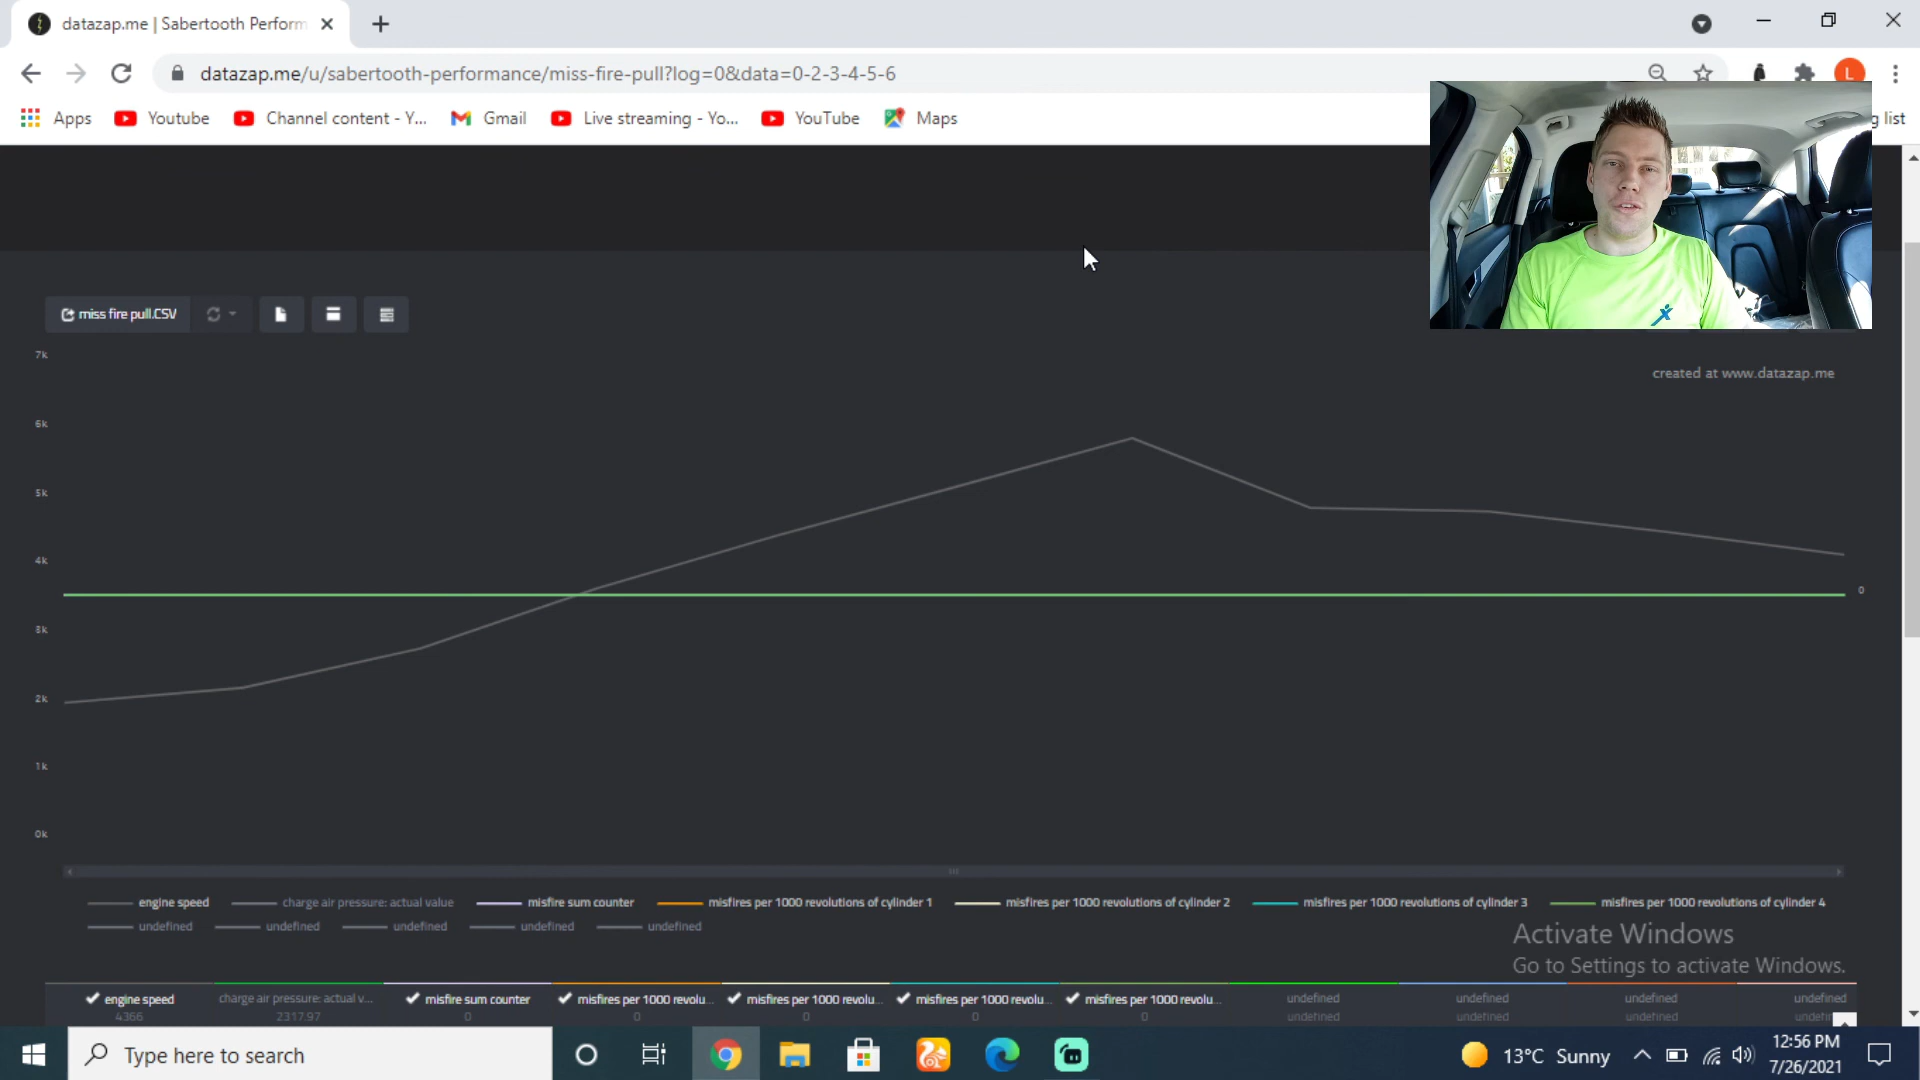 datazap.me | Sabertooth Perform
datazap.me/u/sabertooth-performance/miss-fire-pull?log=0&data=0-2-3-4-5-6
L
Apps Youtube Channel content - Y... Gmail Live streaming - Yo... YouTube Maps g list
miss fire pull.CSV
7k
created at www.datazap.me
6k
5k
4k
0
3k
2k
1k
0k
engine speed charge air pressure: actual value misfire sum counter misfires per 1000 revolutions of cylinder 1 misfires per 1000 revolutions of cylinder 2 misfires per 1000 revolutions of cylinder 3 misfires per 1000 revolutions of cylinder 4
undefined undefined undefined undefined undefined
Activate Windows
Go to Settings to activate Windows.
engine speed charge air pressure: actual v... misfire sum counter misfires per 1000 revolu... misfires per 1000 revolu... misfires per 1000 revolu... misfires per 1000 revolu... undefined undefined undefined undefined
4366 2317.97 0 0 0 0 0 undefined undefined undefined undefin
Type here to search
13°C Sunny
12:56 PM
7/26/2021